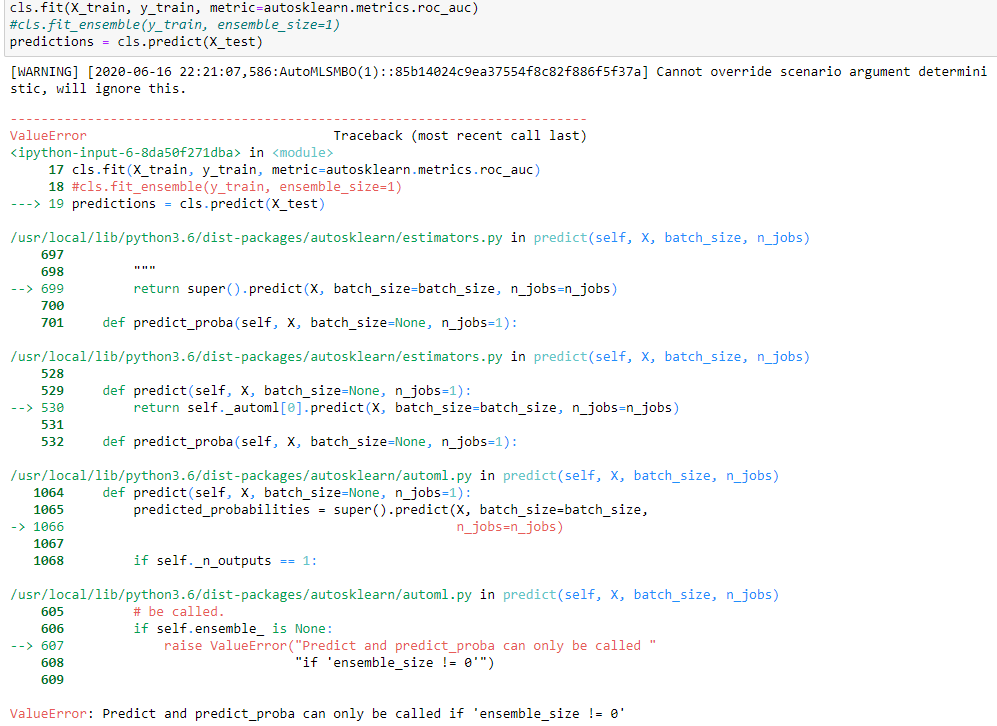 cls.fit(X_train, y_train, metric=autosklearn.metrics.roc_auc)
#cls.fit_ensemble(y_train, ensemble_size=1)
predictions = cls.predict(X_test)
[WARNING] [2020-06-16 22:21:07,586:AutoMLSMBO(1)::85b14024c9ea37554f8c82f886f5f37a] Cannot override scenario argument determini
stic, will ignore this.
---------------------------------------------------------------------------
ValueError                                Traceback (most recent call last)
<ipython-input-6-8da50f271dba> in <module>
     17 cls.fit(X_train, y_train, metric=autosklearn.metrics.roc_auc)
     18 #cls.fit_ensemble(y_train, ensemble_size=1)
---> 19 predictions = cls.predict(X_test)
/usr/local/lib/python3.6/dist-packages/autosklearn/estimators.py in predict(self, X, batch_size, n_jobs)
    697
    698         """
--> 699         return super().predict(X, batch_size=batch_size, n_jobs=n_jobs)
    700
    701     def predict_proba(self, X, batch_size=None, n_jobs=1):
/usr/local/lib/python3.6/dist-packages/autosklearn/estimators.py in predict(self, X, batch_size, n_jobs)
    528
    529     def predict(self, X, batch_size=None, n_jobs=1):
--> 530         return self._automl[0].predict(X, batch_size=batch_size, n_jobs=n_jobs)
    531
    532     def predict_proba(self, X, batch_size=None, n_jobs=1):
/usr/local/lib/python3.6/dist-packages/autosklearn/automl.py in predict(self, X, batch_size, n_jobs)
   1064     def predict(self, X, batch_size=None, n_jobs=1):
   1065         predicted_probabilities = super().predict(X, batch_size=batch_size,
-> 1066                                                   n_jobs=n_jobs)
   1067
   1068         if self._n_outputs == 1:
/usr/local/lib/python3.6/dist-packages/autosklearn/automl.py in predict(self, X, batch_size, n_jobs)
    605         # be called.
    606         if self.ensemble_ is None:
--> 607             raise ValueError("Predict and predict_proba can only be called "
    608                              "if 'ensemble_size != 0'")
    609
ValueError: Predict and predict_proba can only be called if 'ensemble_size != 0'